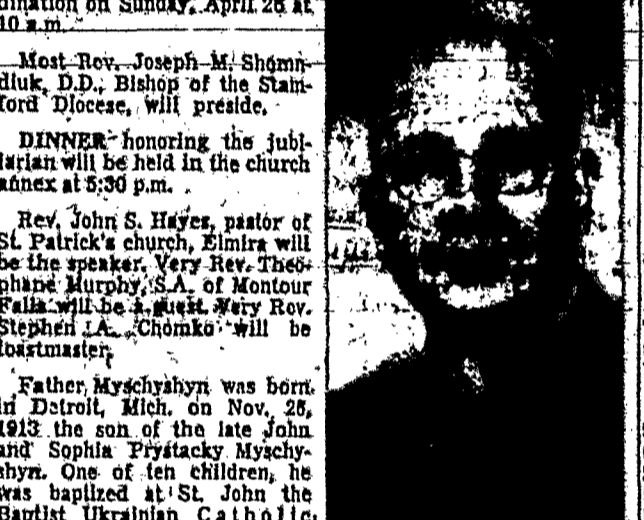 dination on Sunday, April 26 at
10 a.m.
Most Rev. Joseph M. Shmon-
diuk, D.D., Bishop of the Stam-
ford Diocese, will preside.
DINNER honoring the jubi-
larian will be held in the church
annex at 5:30 p.m.
Rev. John S. Hayes, pastor of
St. Patrick's church, Elmira will
be the speaker. Very Rev. Theo-
phane Murphy, S.A. of Montour
Falls will be a guest. Very Rev.
Stephen J.A. Chomko will be
toastmaster.
Father Myschyshyn was born
in Detroit, Mich. on Nov. 26,
1913 the son of the late John
and Sophia Prystacky Myschy-
shyn. One of ten children, he
was baptized at St. John the
Baptist Ukrainian Catholic